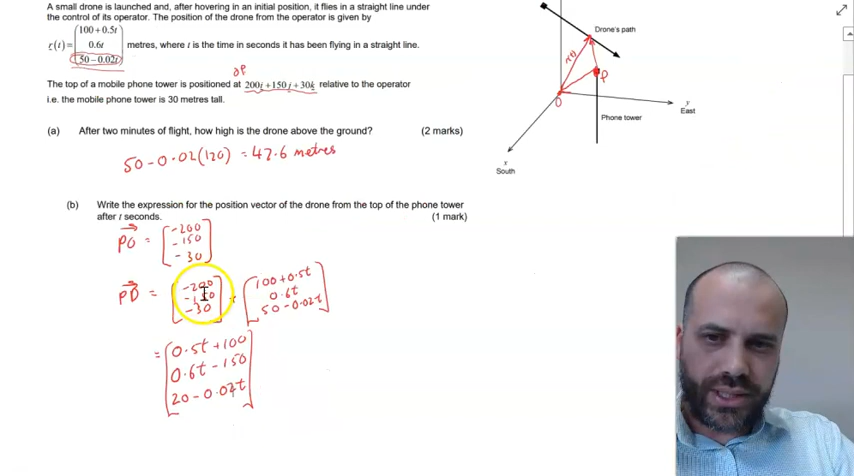 A small drone is launched and, after hovering in an initial position, it flies in a straight line under
the control of its operator. The position of the drone from the operator is given by
r(t) = [100 + 0.5t
0.6t
50 − 0.02t] metres, where t is the time in seconds it has been flying in a straight line.
OP
The top of a mobile phone tower is positioned at 200i + 150j + 30k relative to the operator
i.e. the mobile phone tower is 30 metres tall.
(a) After two minutes of flight, how high is the drone above the ground? (2 marks)
50 - 0.02(120) = 47.6 metres
(b) Write the expression for the position vector of the drone from the top of the phone tower
after t seconds. (1 mark)
PO = [-200
-150
-30]
PD = [-200
-150
-30] + [100+0.5t
0.6t
50-0.02t]
= [0.5t+100
0.6t-150
20-0.02t]
Drone's path
r(t)
P
O
y
East
Phone tower
x
South